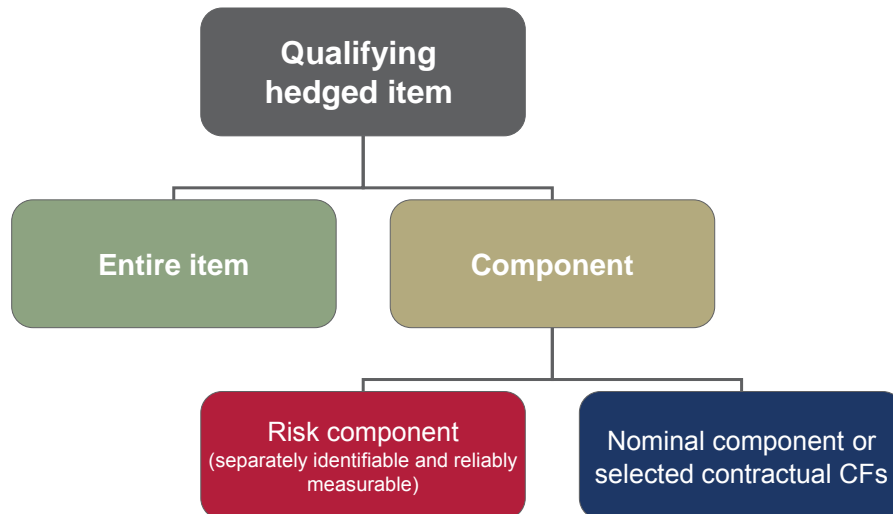 Qualifying
hedged item
Entire item
Component
Risk component
(separately identifiable and reliably
measurable)
Nominal component or
selected contractual CFs